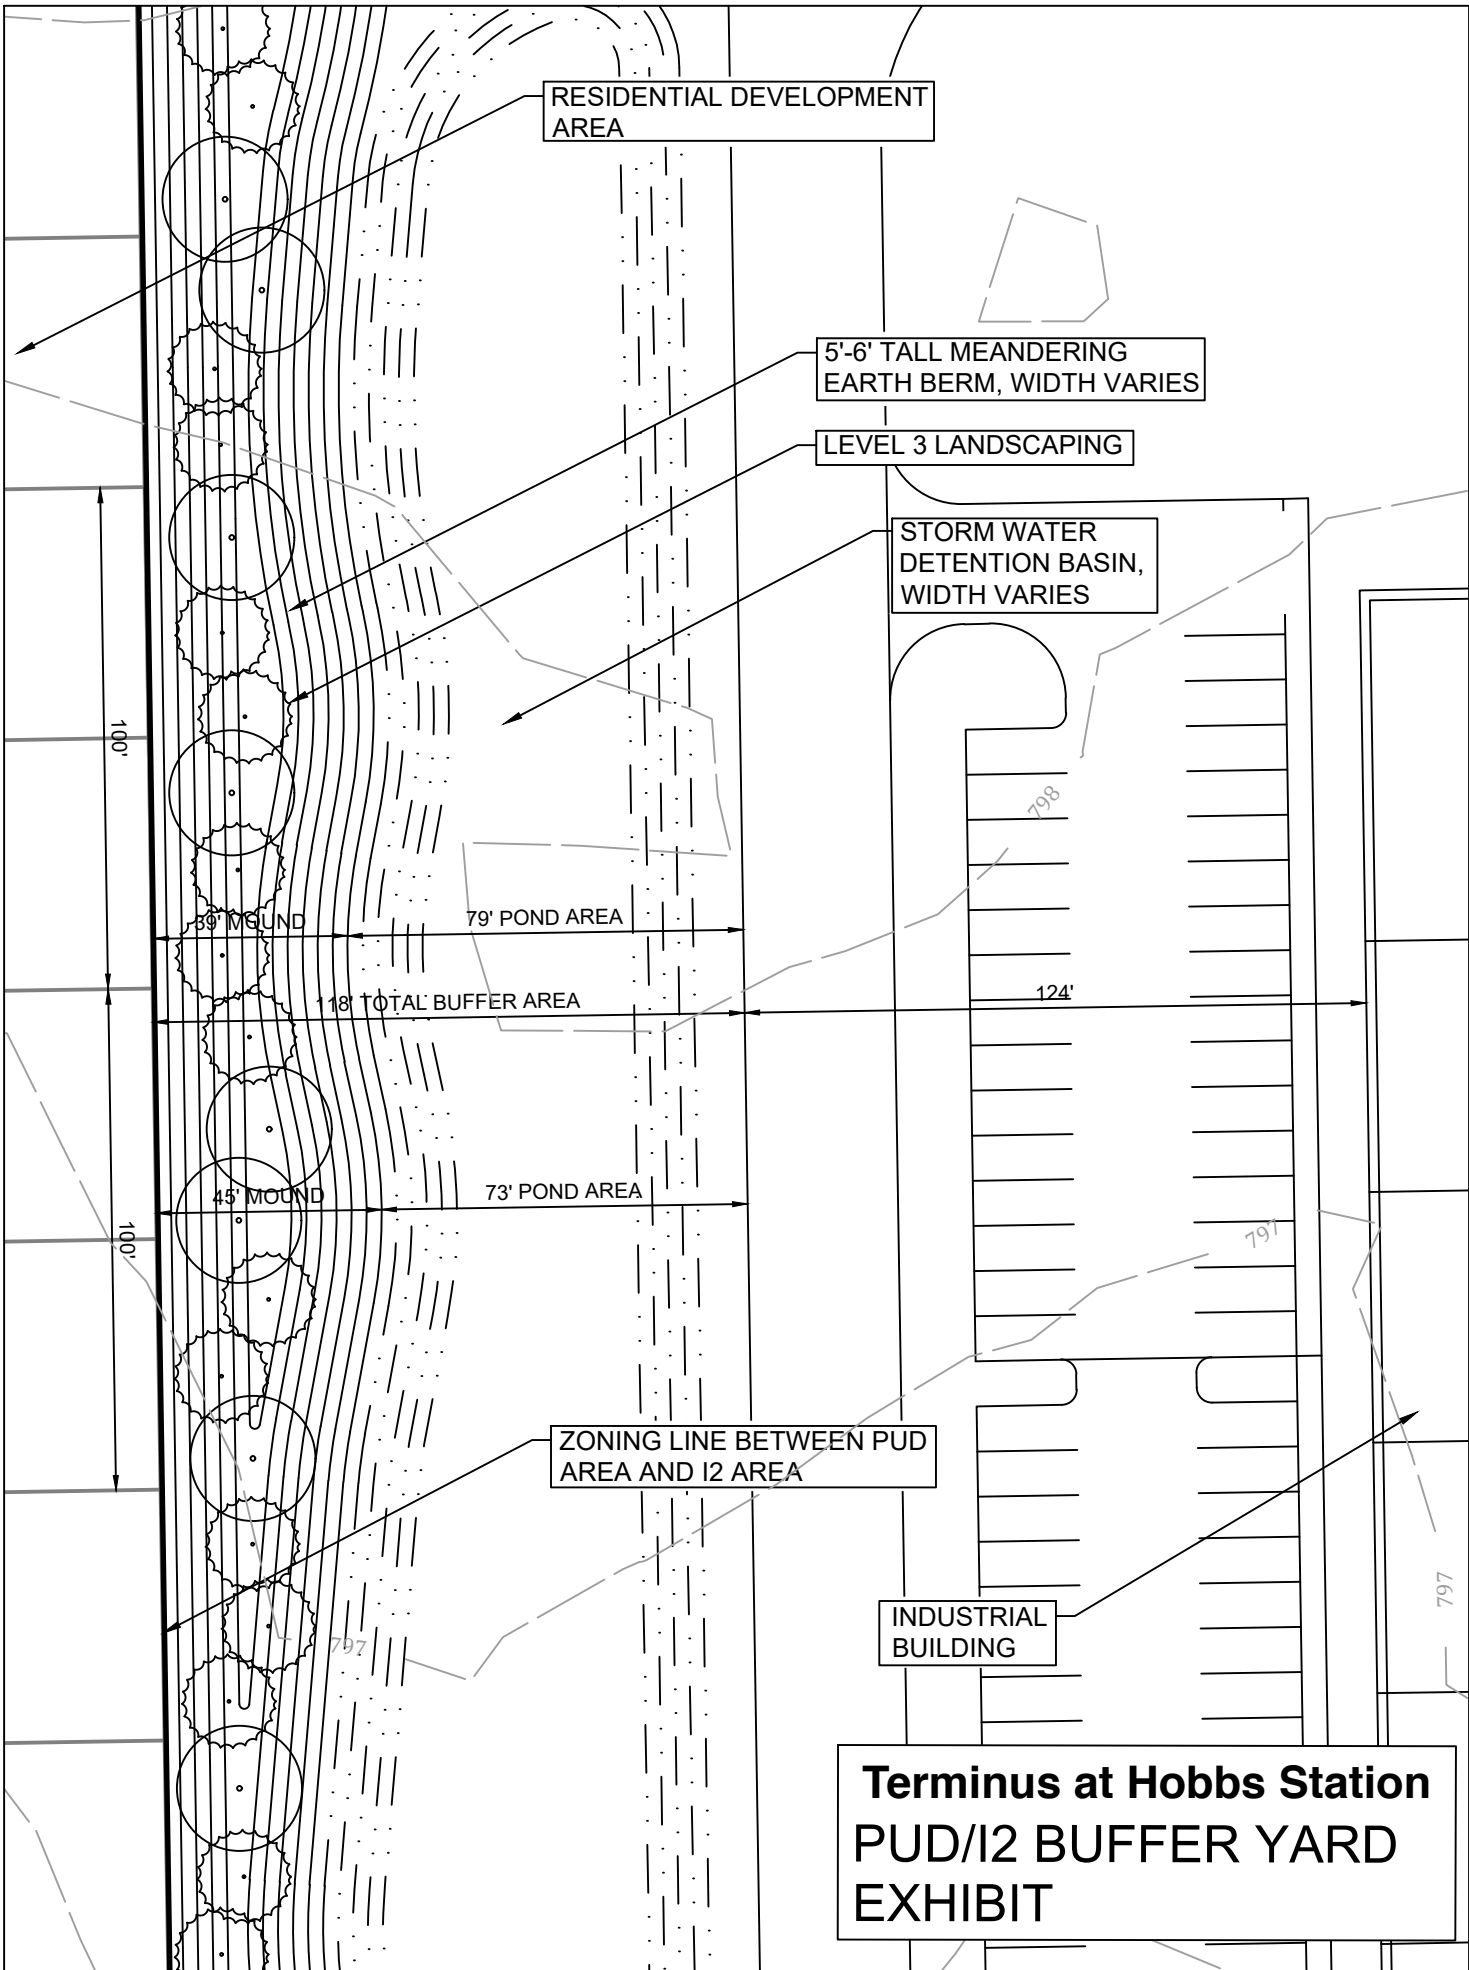 RESIDENTIAL DEVELOPMENT
AREA
5'-6' TALL MEANDERING
EARTH BERM, WIDTH VARIES
LEVEL 3 LANDSCAPING
STORM WATER
DETENTION BASIN,
WIDTH VARIES
100'
798
39' MOUND
79' POND AREA
118' TOTAL BUFFER AREA
124'
45' MOUND
73' POND AREA
100'
797
ZONING LINE BETWEEN PUD
AREA AND I2 AREA
797
INDUSTRIAL
BUILDING
797
Terminus at Hobbs Station
PUD/I2 BUFFER YARD
EXHIBIT